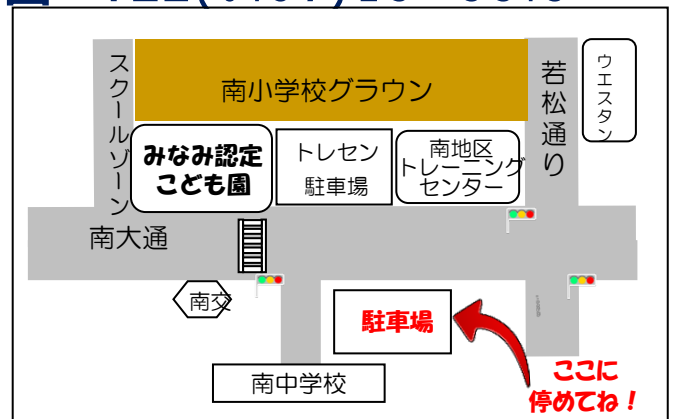 スクールゾーン
南小学校グラウン
若松通り
ウエスタン
みなみ認定
こども園
トレセン
駐車場
南地区
トレーニング
センター
南大通
南交
駐車場
南中学校
ここに
停めてね！